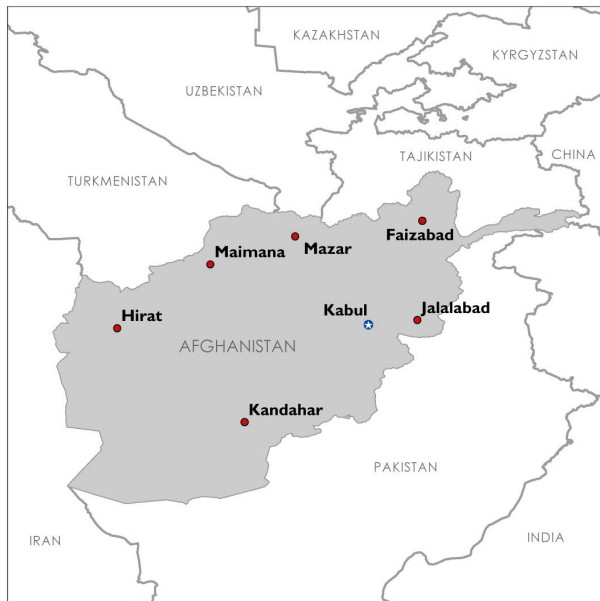 KAZAKHSTAN
KYRGYZSTAN
UZBEKISTAN
TAJIKISTAN
CHINA
TURKMENISTAN
Faizabad
Mazar
Maimana
Kabul
Jalalabad
Hirat
AFGHANISTAN
Kandahar
PAKISTAN
IRAN
INDIA